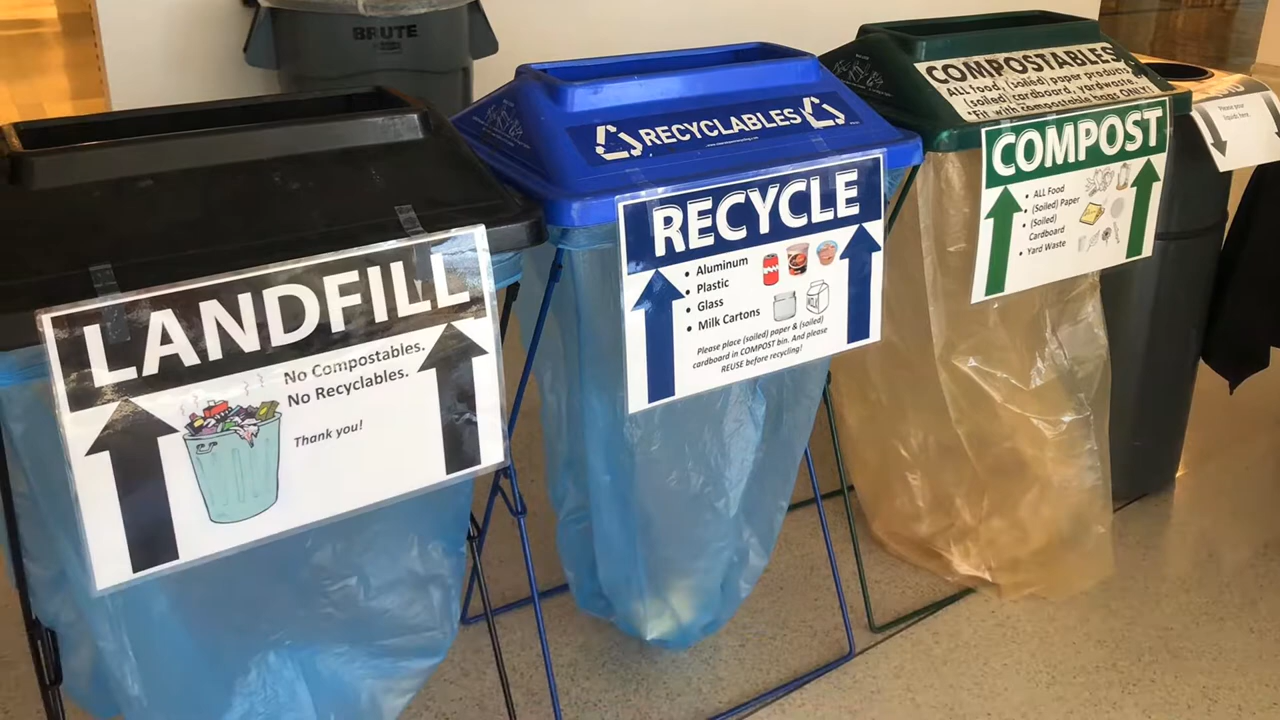 BRUTE
LANDFILL
No Compostables.
No Recyclables.
Thank you!
RECYCLABLES
RECYCLE
• Aluminum
• Plastic
• Glass
• Milk Cartons
Please place (soiled) paper & (soiled)
cardboard in COMPOST bin. And please
REUSE before recycling!
COMPOSTABLES
ALL food, (soiled) paper products,
(soiled) cardboard, yardwaste.
*Fit with compostable bags ONLY!
COMPOST
• ALL Food
• (Soiled) Paper
• (Soiled)
Cardboard
• Yard Waste
Please pour
liquids here.